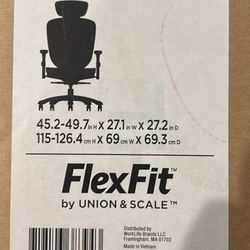 45.2-49.7 in H X 27.1 in W X 27.2 in D
115-126.4 cm H X 69 cm W X 69.3 cm D
FlexFit™
by UNION & SCALE™
Distributed by
WorkLife Brands LLC
Framingham, MA 01702
Made in Vietnam